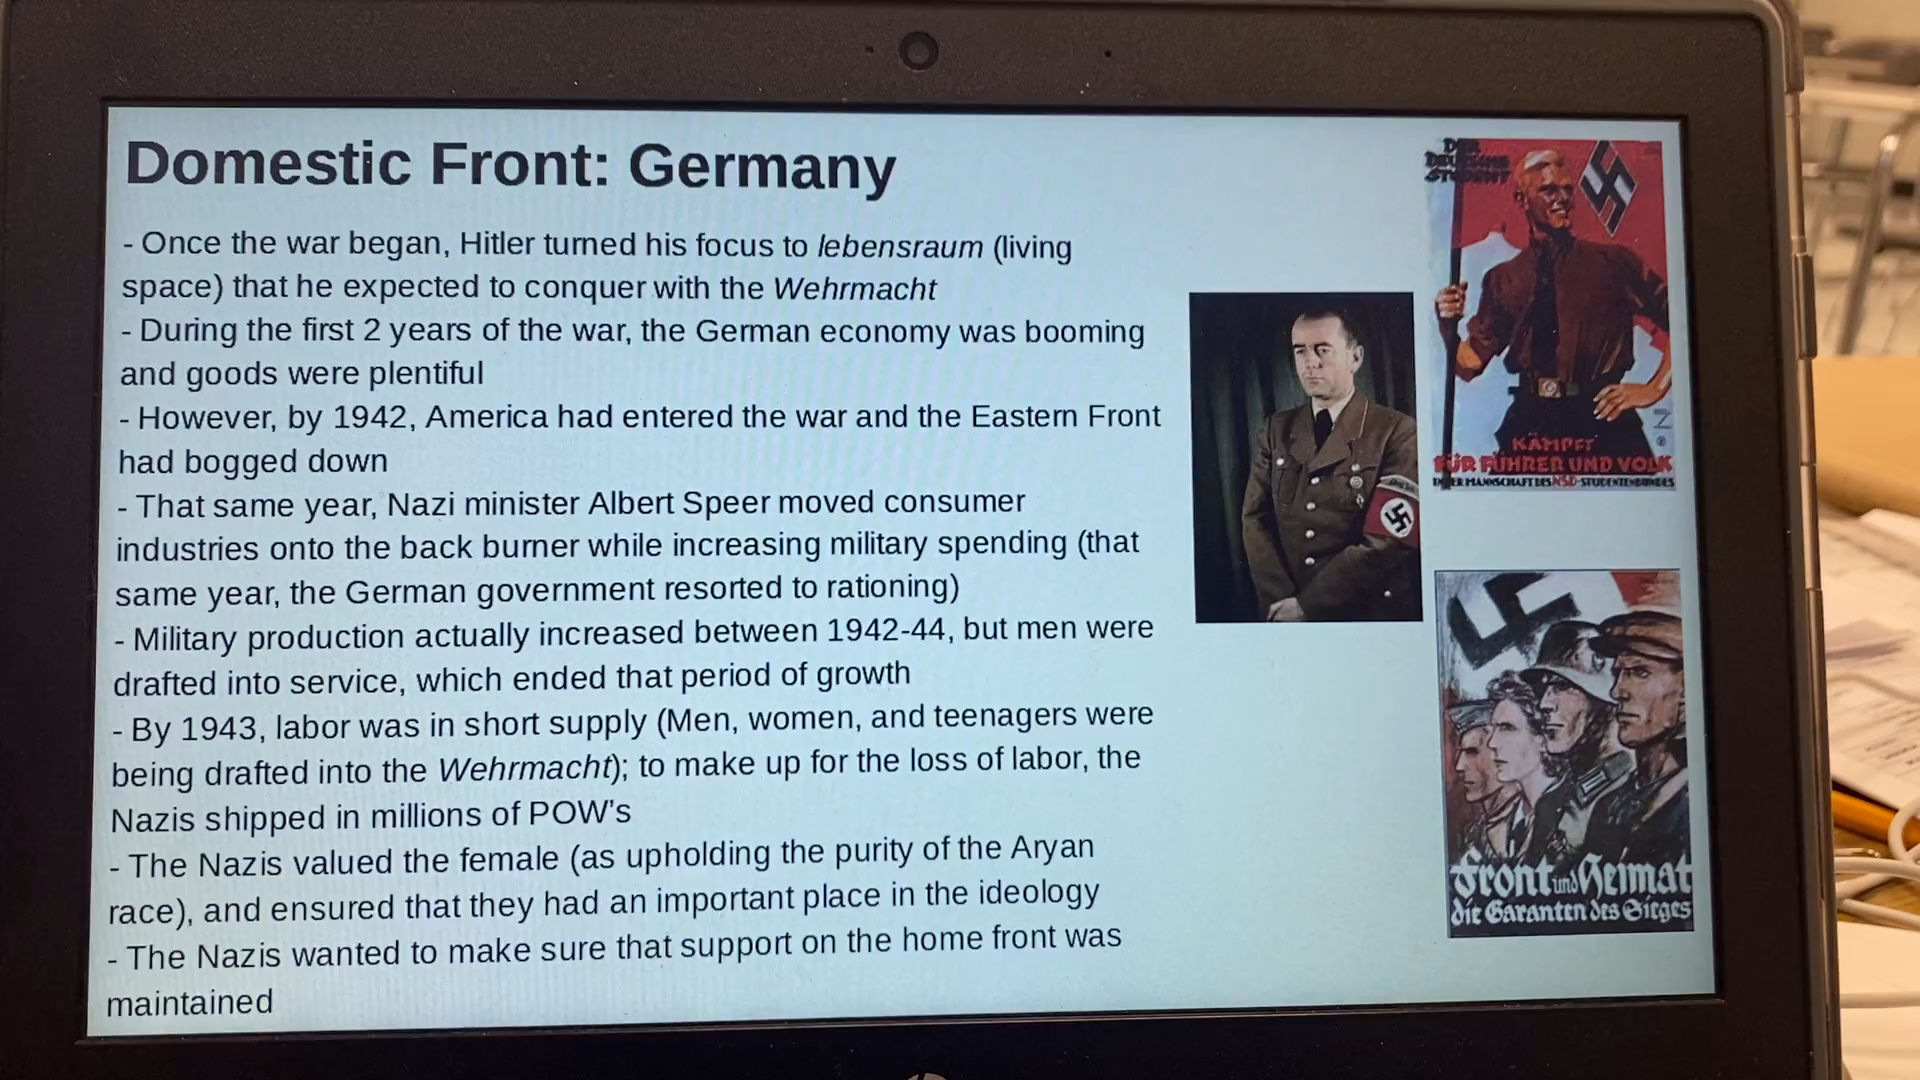 Domestic Front: Germany
- Once the war began, Hitler turned his focus to lebensraum (living
space) that he expected to conquer with the Wehrmacht
- During the first 2 years of the war, the German economy was booming
and goods were plentiful
- However, by 1942, America had entered the war and the Eastern Front
had bogged down
- That same year, Nazi minister Albert Speer moved consumer
industries onto the back burner while increasing military spending (that
same year, the German government resorted to rationing)
- Military production actually increased between 1942-44, but men were
drafted into service, which ended that period of growth
- By 1943, labor was in short supply (Men, women, and teenagers were
being drafted into the Wehrmacht); to make up for the loss of labor, the
Nazis shipped in millions of POW's
- The Nazis valued the female (as upholding the purity of the Aryan
race), and ensured that they had an important place in the ideology
- The Nazis wanted to make sure that support on the home front was
maintained
DER
DEUTSCHE
STUDENT
KÄMPFT
FÜR FÜHRER UND VOLK
IN DER MANNSCHAFT DES NSD-STUDENTENBUNDES
Front und Heimat
die Garanten des Sieges